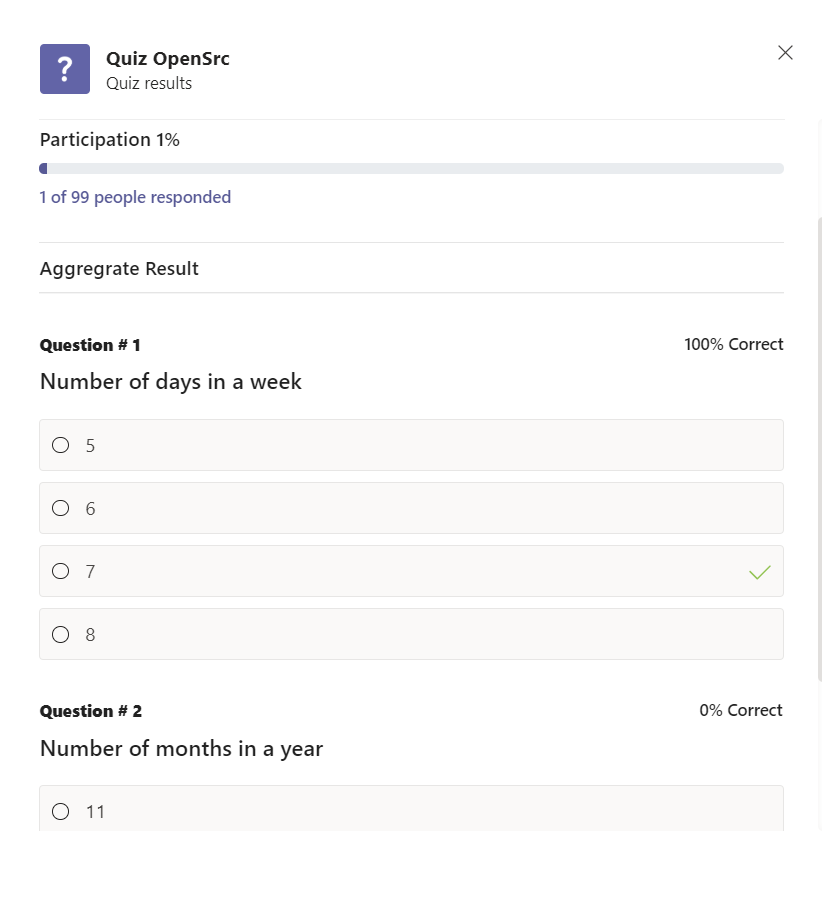 ?
Quiz OpenSrc
Quiz results
Participation 1%
1 of 99 people responded
Aggregrate Result
Question # 1
100% Correct
Number of days in a week
5
6
7
8
Question # 2
0% Correct
Number of months in a year
11